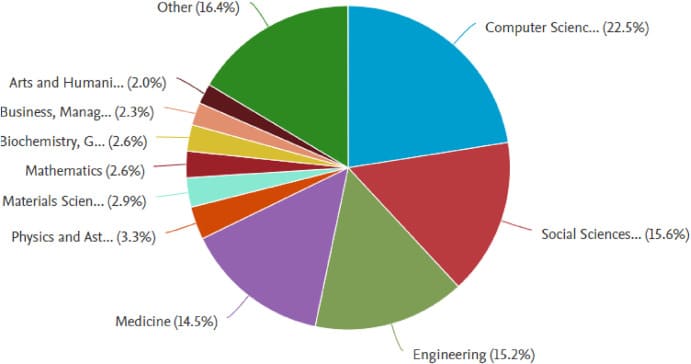 Other (16.4%)
Computer Scienc... (22.5%)
Arts and Humani... (2.0%)
Business, Manag... (2.3%)
Biochemistry, G... (2.6%)
Mathematics (2.6%)
Materials Scien... (2.9%)
Physics and Ast... (3.3%)
Social Sciences... (15.6%)
Medicine (14.5%)
Engineering (15.2%)